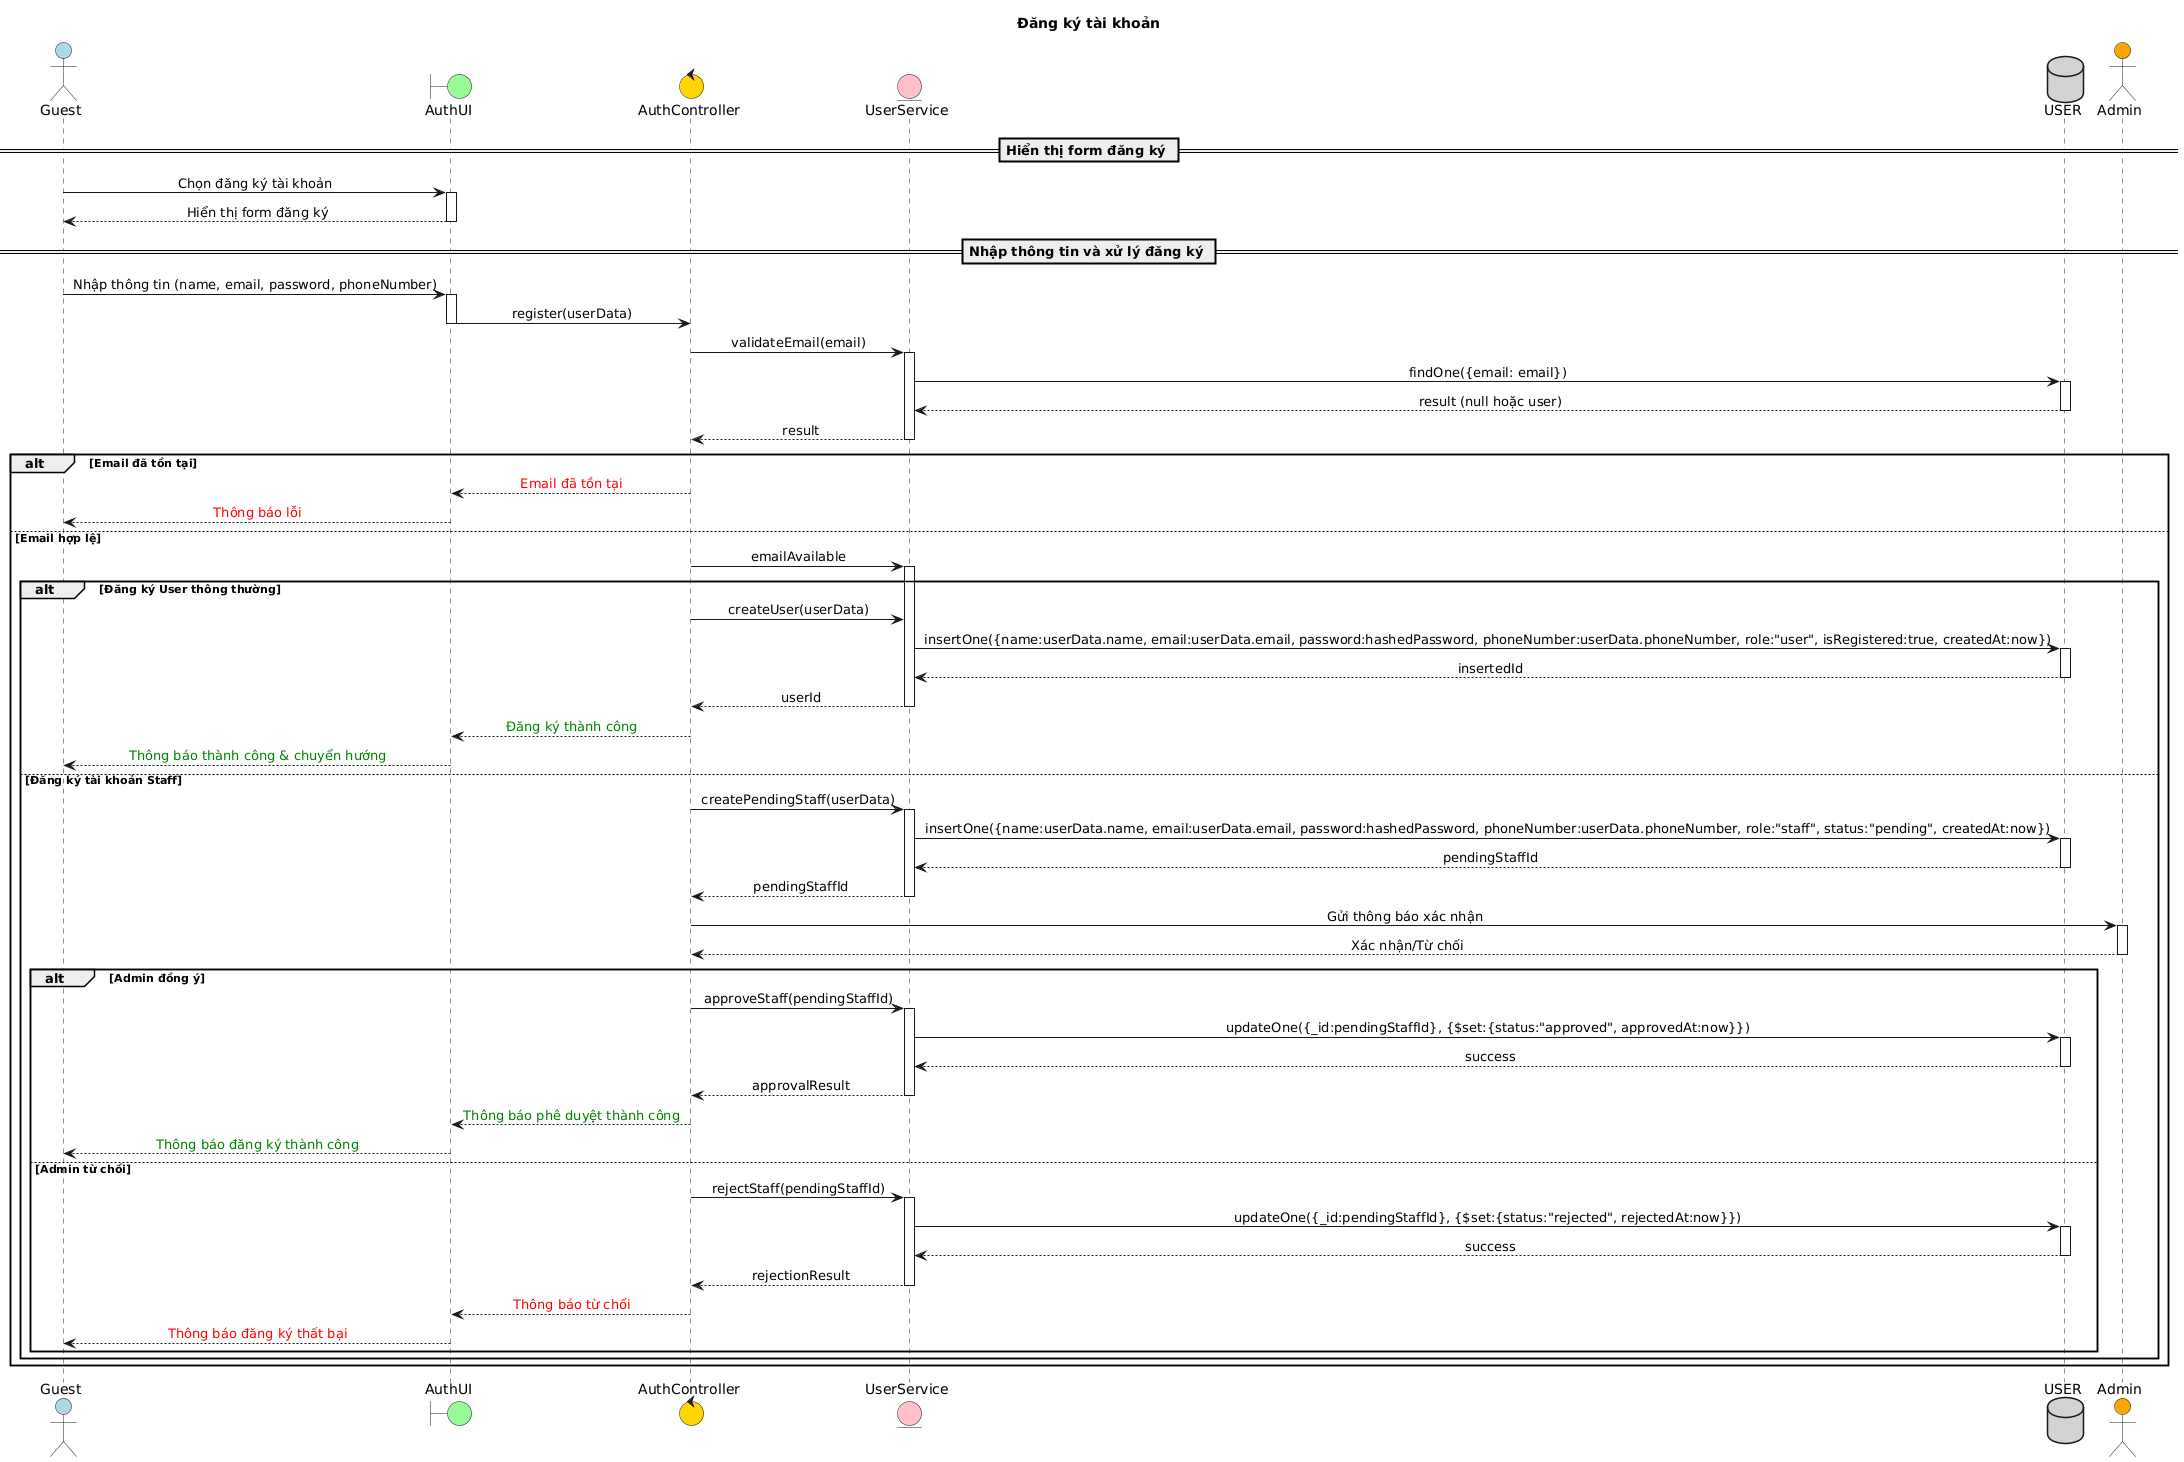 Đăng ký tài khoản
Guest
AuthUI
AuthController
UserService
USER
Admin
Hiển thị form đăng ký
Chọn đăng ký tài khoản
Hiển thị form đăng ký
Nhập thông tin và xử lý đăng ký
Nhập thông tin (name, email, password, phoneNumber)
register(userData)
validateEmail(email)
findOne({email: email})
result (null hoặc user)
result
alt [Email đã tồn tại]
Email đã tồn tại
Thông báo lỗi
[Email hợp lệ]
emailAvailable
alt [Đăng ký User thông thường]
createUser(userData)
insertOne({name:userData.name, email:userData.email, password:hashedPassword, phoneNumber:userData.phoneNumber, role:"user", isRegistered:true, createdAt:now})
insertedId
userId
Đăng ký thành công
Thông báo thành công & chuyển hướng
[Đăng ký tài khoản Staff]
createPendingStaff(userData)
insertOne({name:userData.name, email:userData.email, password:hashedPassword, phoneNumber:userData.phoneNumber, role:"staff", status:"pending", createdAt:now})
pendingStaffId
pendingStaffId
Gửi thông báo xác nhận
Xác nhận/Từ chối
alt [Admin đồng ý]
approveStaff(pendingStaffId)
updateOne({_id:pendingStaffId}, {$set:{status:"approved", approvedAt:now}})
success
approvalResult
Thông báo phê duyệt thành công
Thông báo đăng ký thành công
[Admin từ chối]
rejectStaff(pendingStaffId)
updateOne({_id:pendingStaffId}, {$set:{status:"rejected", rejectedAt:now}})
success
rejectionResult
Thông báo từ chối
Thông báo đăng ký thất bại
Guest
AuthUI
AuthController
UserService
USER
Admin